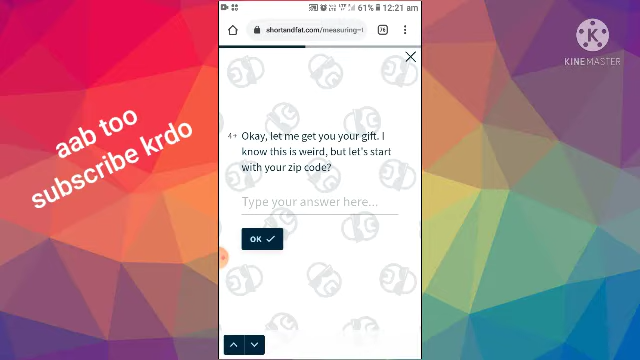 61% 12:21 am
shortandfat.com/measuring=
76
KINEMASTER
aab too
subscribe krdo
4+ Okay, let me get you your gift. I
know this is weird, but let's start
with your zip code?
Type your answer here...
OK